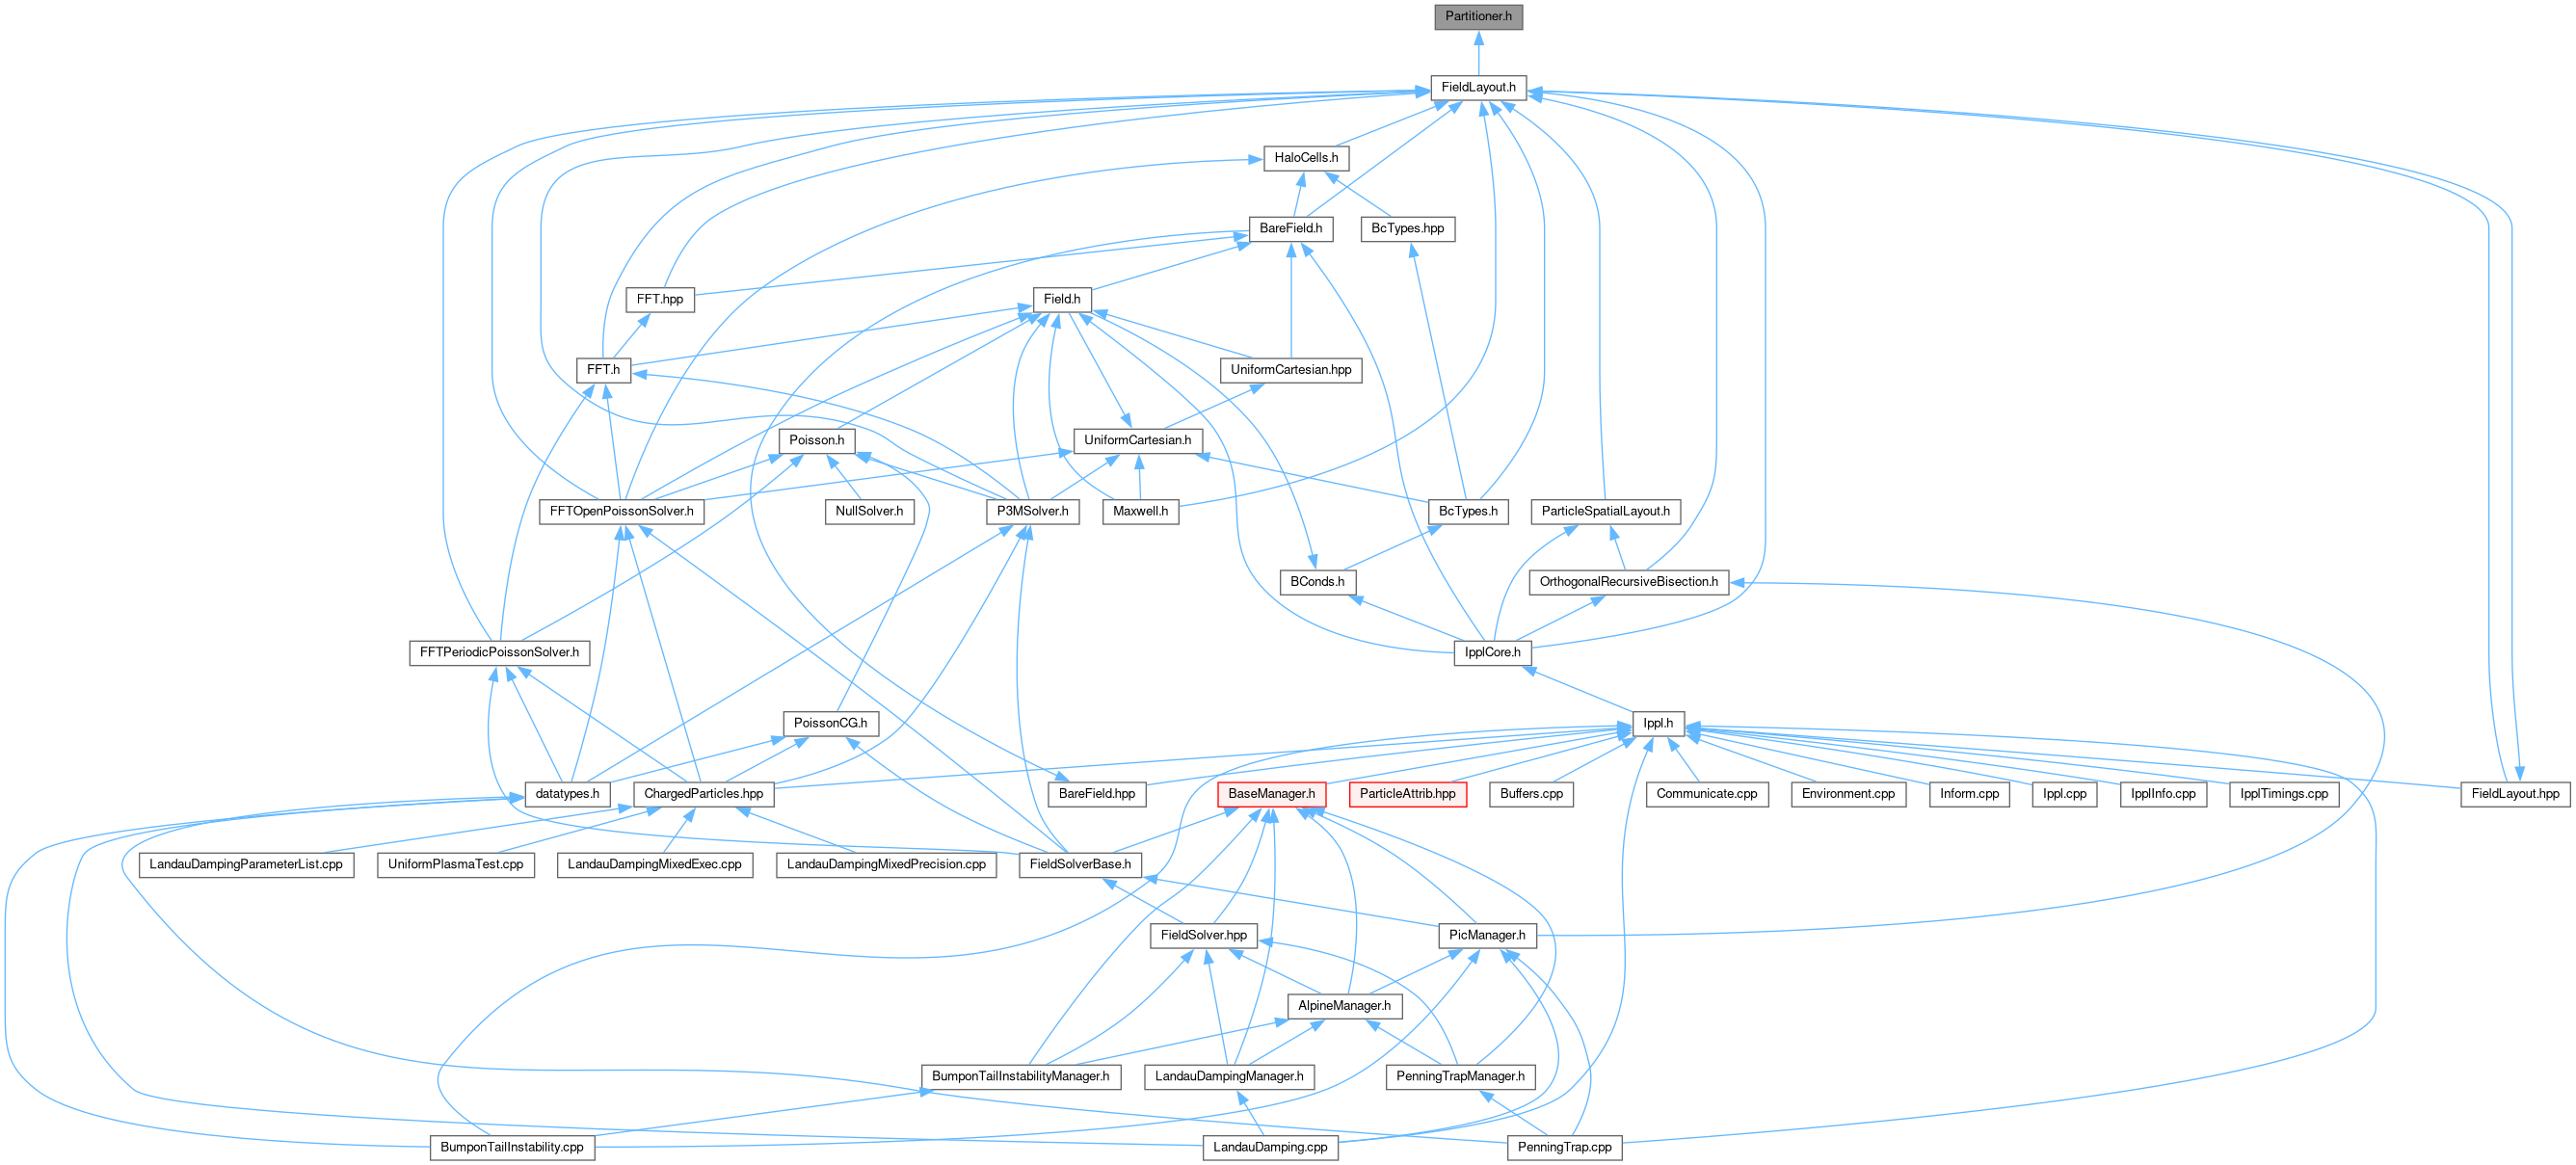 Partitioner.h
FieldLayout.h
HaloCells.h
BareField.h
BcTypes.hpp
FFT.hpp
Field.h
FFT.h
UniformCartesian.hpp
Poisson.h
UniformCartesian.h
FFTOpenPoissonSolver.h
NullSolver.h
P3MSolver.h
Maxwell.h
BcTypes.h
ParticleSpatialLayout.h
BConds.h
OrthogonalRecursiveBisection.h
FFTPeriodicPoissonSolver.h
IpplCore.h
PoissonCG.h
Ippl.h
datatypes.h
ChargedParticles.hpp
BareField.hpp
BaseManager.h
ParticleAttrib.hpp
Buffers.cpp
Communicate.cpp
Environment.cpp
Inform.cpp
Ippl.cpp
IpplInfo.cpp
IpplTimings.cpp
FieldLayout.hpp
LandauDampingParameterList.cpp
UniformPlasmaTest.cpp
LandauDampingMixedExec.cpp
LandauDampingMixedPrecision.cpp
FieldSolverBase.h
FieldSolver.hpp
PicManager.h
AlpineManager.h
BumponTailInstabilityManager.h
LandauDampingManager.h
PenningTrapManager.h
BumponTailInstability.cpp
LandauDamping.cpp
PenningTrap.cpp